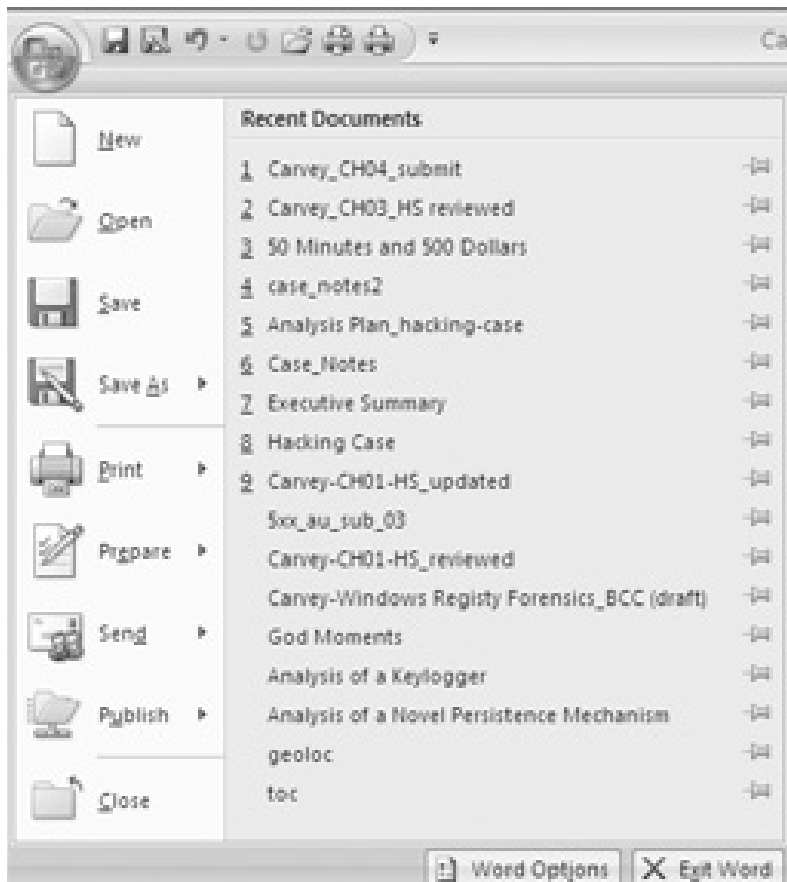 Ca
New
Open
Save
Save As
Print
Prepare
Send
Publish
Close
Recent Documents
1 Carvey_CH04_submit
2 Carvey_CH03_HS reviewed
3 50 Minutes and 500 Dollars
4 case_notes2
5 Analysis Plan_hacking-case
6 Case_Notes
7 Executive Summary
8 Hacking Case
9 Carvey-CH01-HS_updated
5xx_au_sub_03
Carvey-CH01-HS_reviewed
Carvey-Windows Registy Forensics_BCC (draft)
God Moments
Analysis of a Keylogger
Analysis of a Novel Persistence Mechanism
geoloc
toc
Word Options
Exit Word